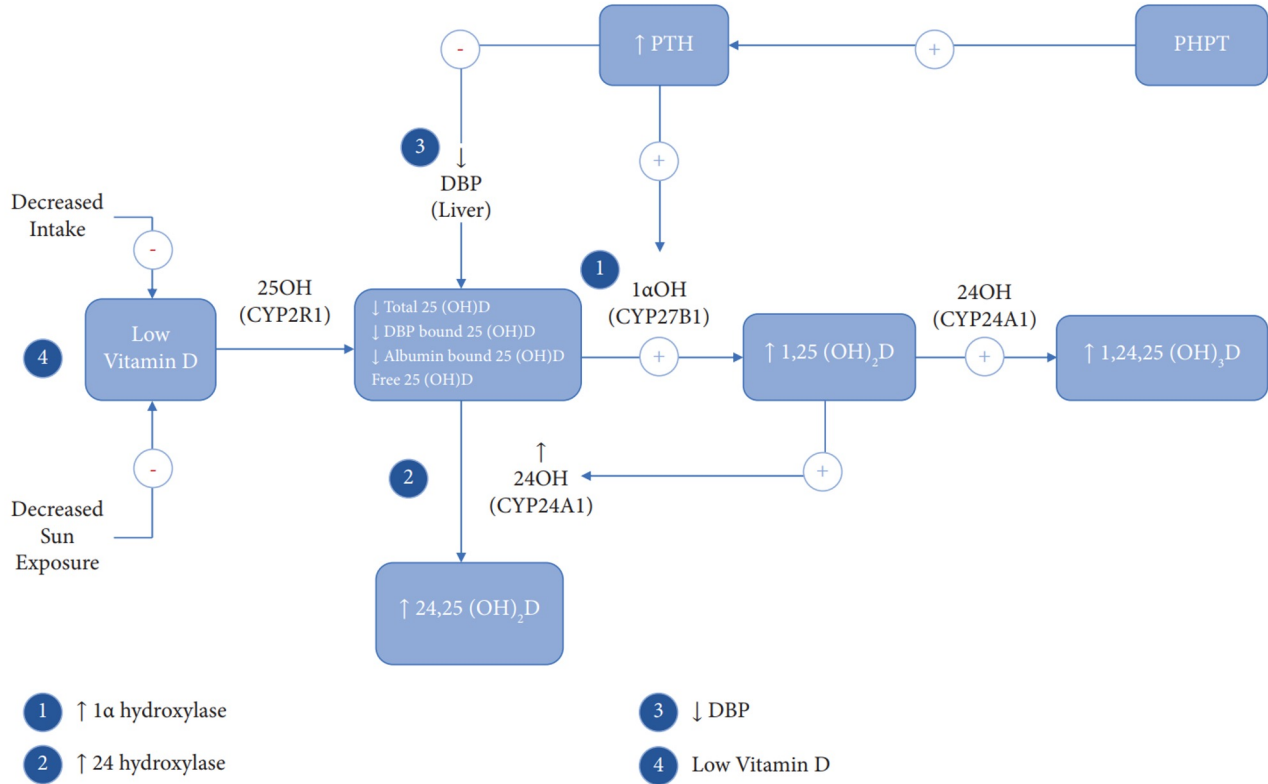 ↑ PTH
PHPT
-
+
+
3
↓
DBP
(Liver)
Decreased
Intake
-
4
Low
Vitamin D
25OH
(CYP2R1)
↓ Total 25 (OH)D
↓ DBP bound 25 (OH)D
↓ Albumin bound 25 (OH)D
Free 25 (OH)D
1
1αOH
(CYP27B1)
+
↑ 1,25 (OH)₂D
24OH
(CYP24A1)
+
↑ 1,24,25 (OH)₃D
-
Decreased
Sun
Exposure
2
↑
24OH
(CYP24A1)
+
↑ 24,25 (OH)₂D
1 ↑ 1α hydroxylase
2 ↑ 24 hydroxylase
3 ↓ DBP
4 Low Vitamin D